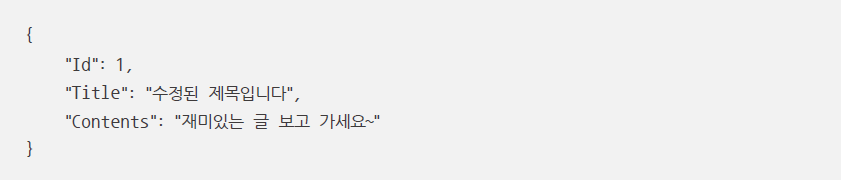 {
"Id": 1,
"Title": "수정된 제목입니다",
"Contents": "재미있는 글 보고 가세요~"
}